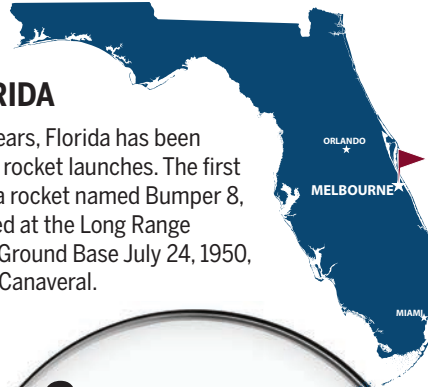 RIDA
ears, Florida has been
rocket launches. The first
a rocket named Bumper 8,
ed at the Long Range
Ground Base July 24, 1950,
Canaveral.
ORLANDO
MELBOURNE
MIAMI